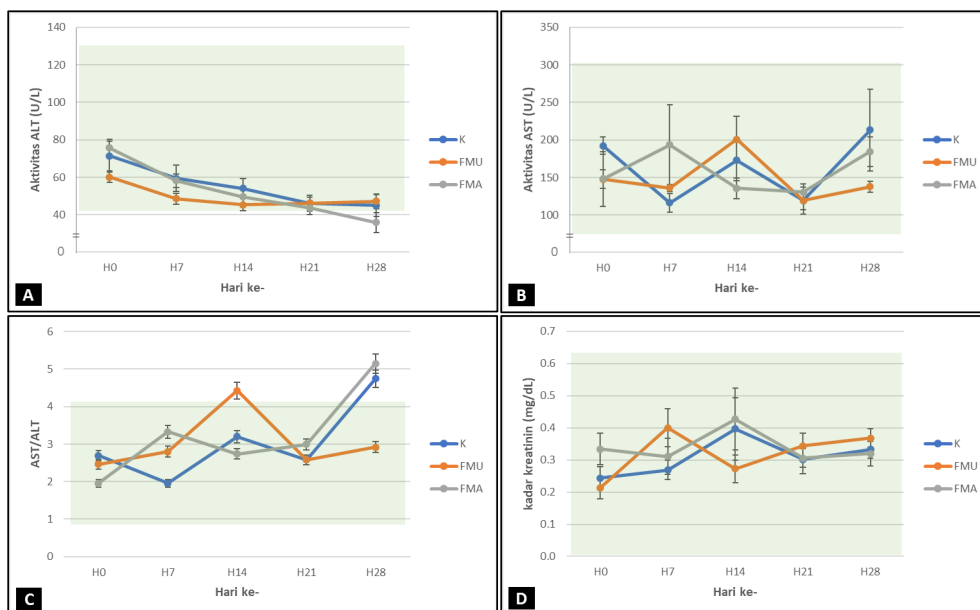 Aktivitas ALT (U/L)
140
120
100
80
60
40
0
H0 H7 H14 H21 H28
Hari ke-
K
FMU
FMA
A
Aktivitas AST (U/L)
350
300
250
200
150
100
0
H0 H7 H14 H21 H28
Hari ke-
K
FMU
FMA
B
AST/ALT
6
5
4
3
2
1
0
H0 H7 H14 H21 H28
Hari ke-
K
FMU
FMA
C
kadar kreatinin (mg/dL)
0.7
0.6
0.5
0.4
0.3
0.2
0.1
0.0
H0 H7 H14 H21 H28
Hari ke-
K
FMU
FMA
D